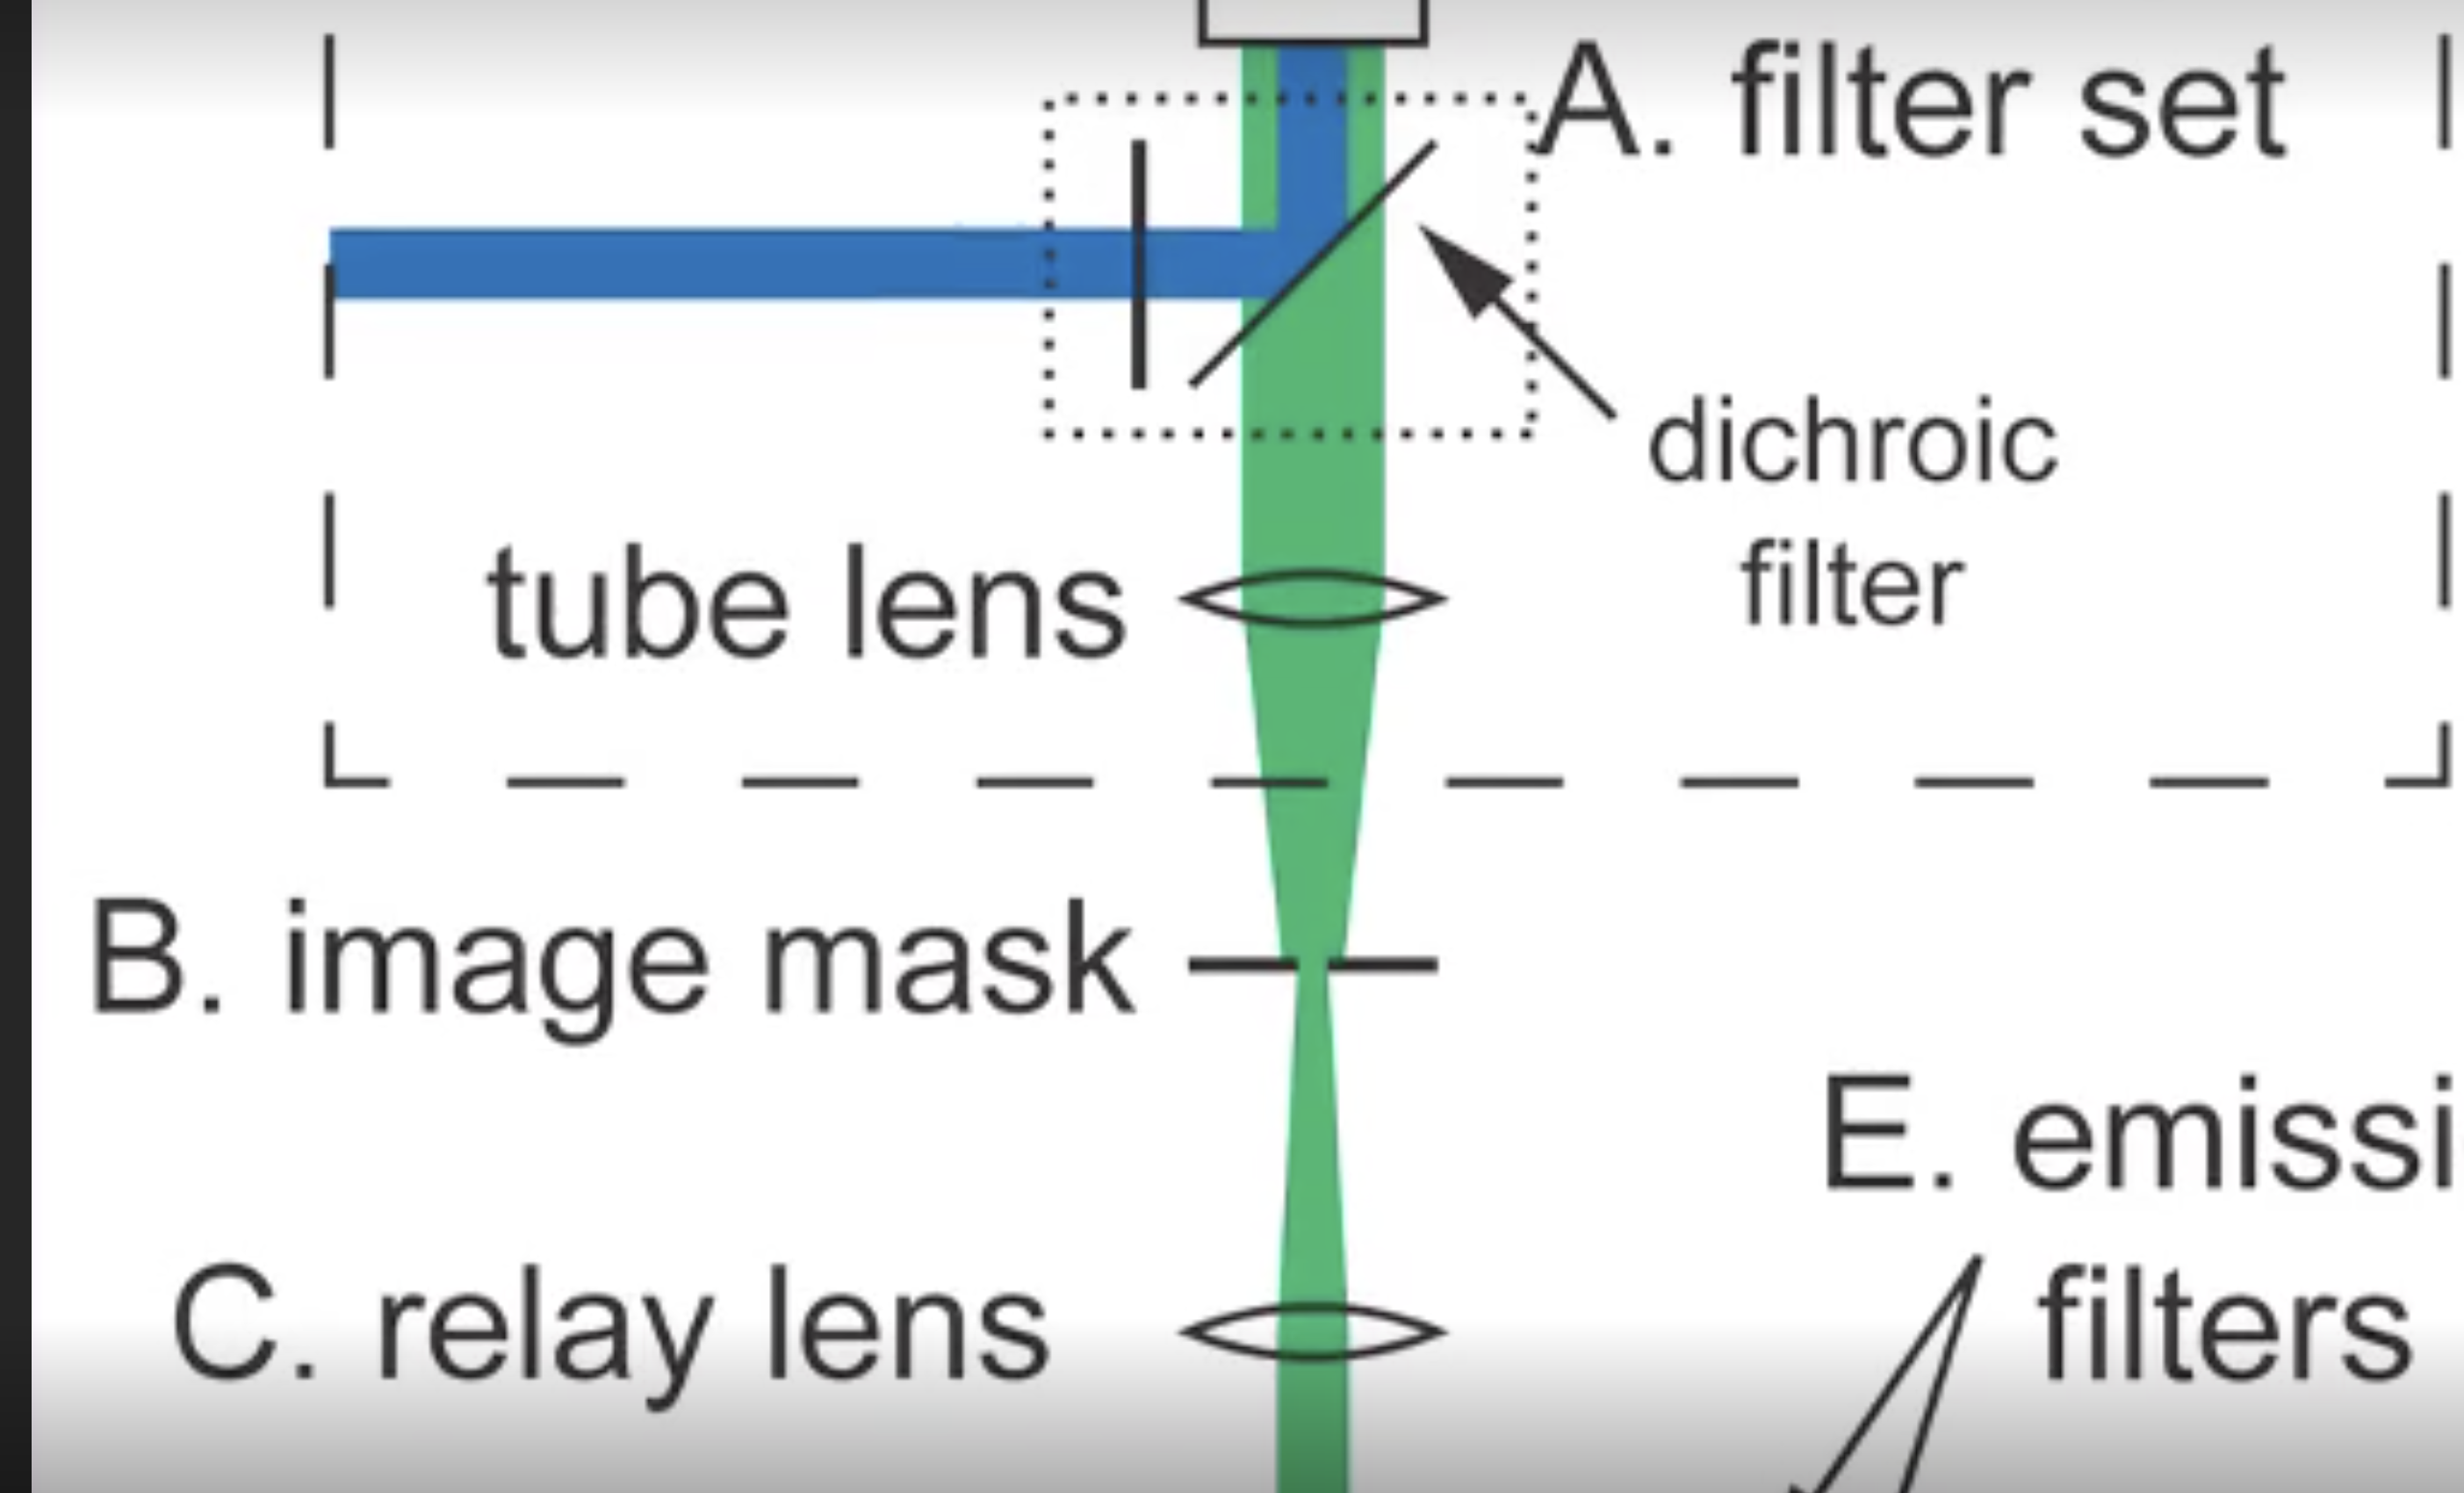 A. filter set
dichroic
filter
tube lens
B. image mask
E. emissi
C. relay lens
filters